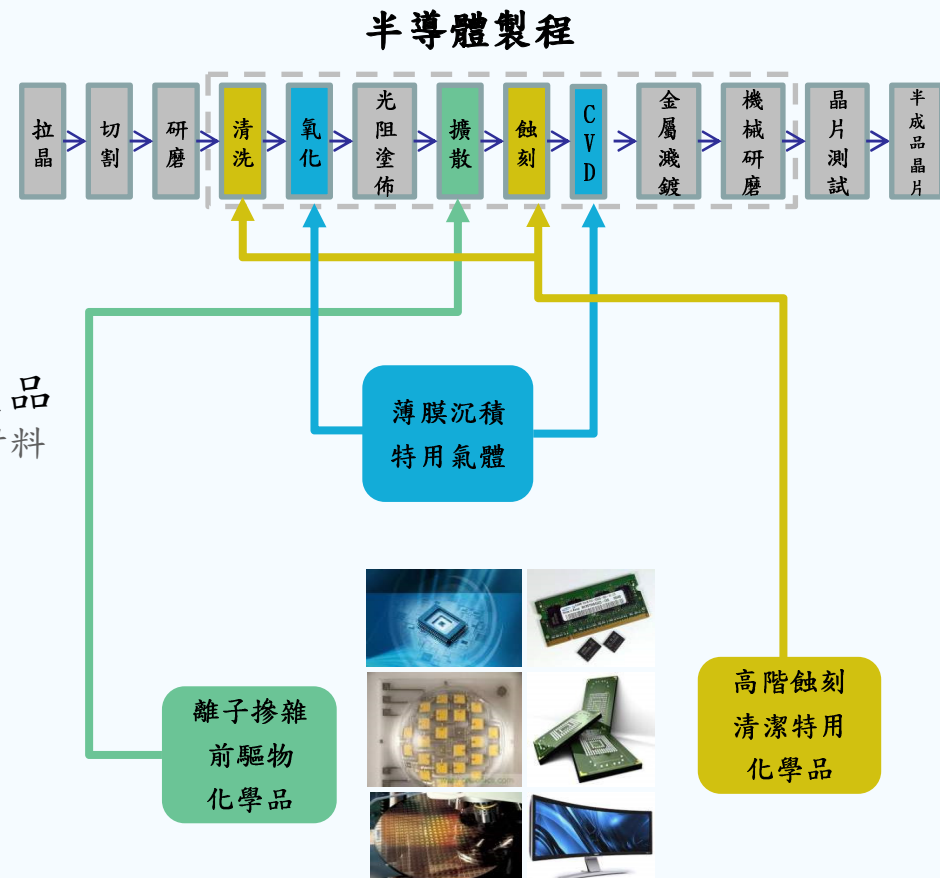 半導體製程
拉晶
切割
研磨
清洗
氧化
光阻塗佈
擴散
蝕刻
CVD
金屬濺鍍
機械研磨
晶片測試
半成品晶片
品
料
薄膜沉積
特用氣體
離子摻雜
前驅物
化學品
高階蝕刻
清潔特用
化學品